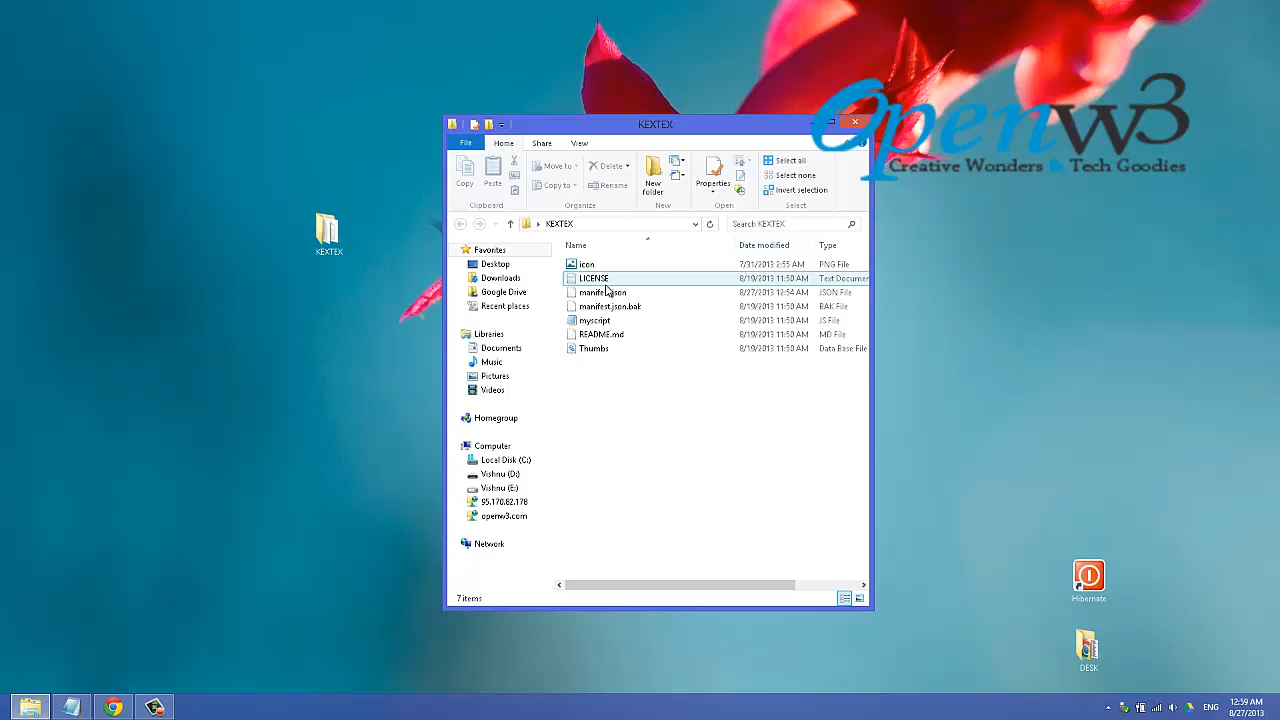 Openw3
Creative Wonders & Tech Goodies
KEXTEX
File Home Share View
Copy
Paste
Clipboard
Move to
Copy to
Delete
Rename
Organize
New
folder
New
Properties
Open
Select all
Select none
Invert selection
Select
KEXTEX
Search KEXTEX
Name Date modified Type
icon 7/31/2013 2:55 AM PNG File
LICENSE 8/19/2013 11:50 AM Text Documen
manifest.json 8/27/2013 12:54 AM JSON File
manifest.json.bak 8/19/2013 11:50 AM BAK File
myscript 8/19/2013 11:50 AM JS File
README.md 8/19/2013 11:50 AM MD File
Thumbs 8/19/2013 11:50 AM Data Base File
Favorites
Desktop
Downloads
Google Drive
Recent places
Libraries
Documents
Music
Pictures
Videos
Homegroup
Computer
Local Disk (C:)
Vishnu (D:)
Vishnu (E:)
95.170.82.178
openw3.com
Network
7 items
KEXTEX
Hibernate
DESK
ENG
12:59 AM
8/27/2013